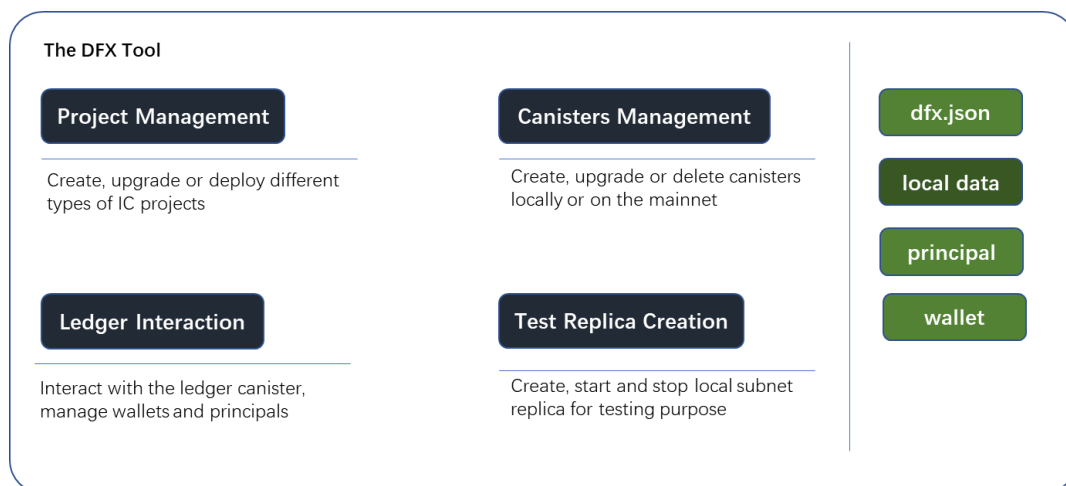 The DFX Tool
Project Management
Create, upgrade or deploy different
types of IC projects
Canisters Management
Create, upgrade or delete canisters
locally or on the mainnet
Ledger Interaction
Interact with the ledger canister,
manage wallets and principals
Test Replica Creation
Create, start and stop local subnet
replica for testing purpose
dfx.json
local data
principal
wallet